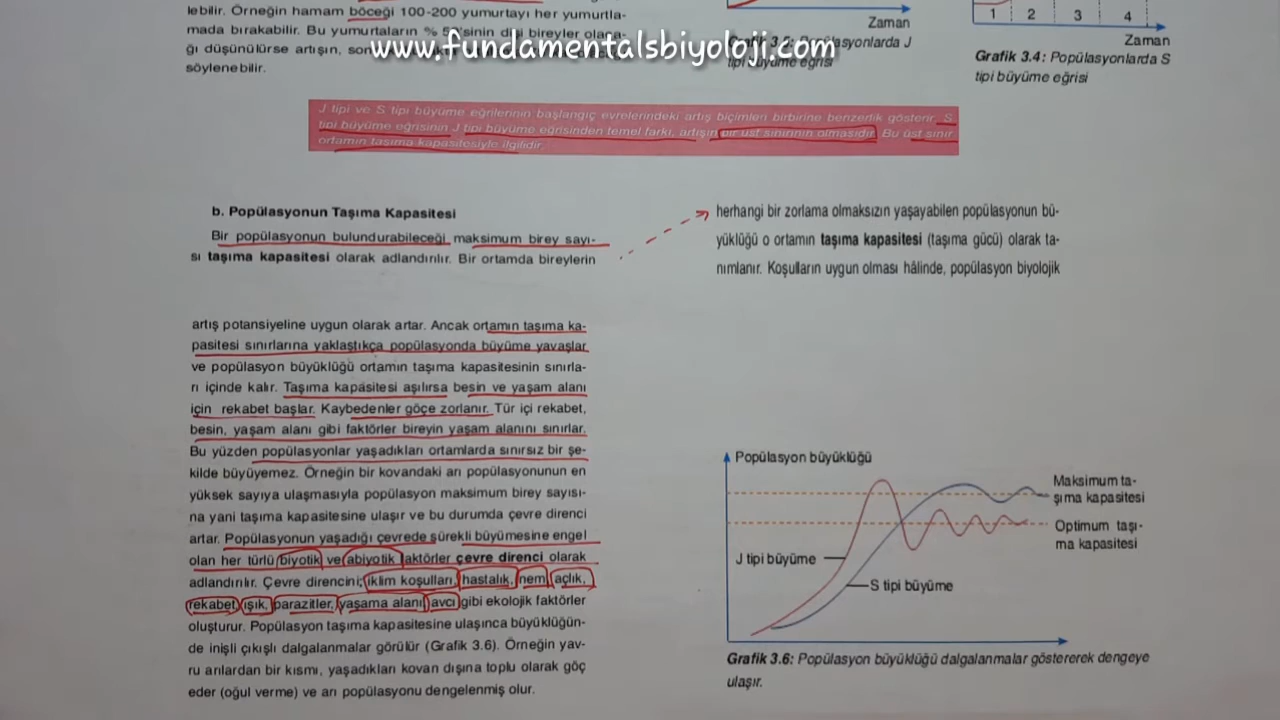 lebilir. Örneğin hamam böceği 100-200 yumurtayı her yumurtla-
mada bırakabilir. Bu yumurtaların % 50'sinin dişi bireyler olaca-
ğı düşünülürse artışın,
söylenebilir.
www.fundamentalsbiyoloji.com
Zaman
Grafik 3.3: Popülasyonlarda J
tipi büyüme eğrisi
1 2 3 4
Zaman
Grafik 3.4: Popülasyonlarda S
tipi büyüme eğrisi
J tipi ve S tipi büyüme eğrilerinin başlangıç evrelerindeki artış biçimleri birbirine benzerlik gösterir. S
tipi büyüme eğrisinin J tipi büyüme eğrisinden temel farkı, artışın bir üst sınırının olmasıdır. Bu üst sınır
ortamın taşıma kapasitesiyle ilgilidir.
b. Popülasyonun Taşıma Kapasitesi
Bir popülasyonun bulundurabileceği maksimum birey sayı-
sı taşıma kapasitesi olarak adlandırılır. Bir ortamda bireylerin
herhangi bir zorlama olmaksızın yaşayabilen popülasyonun bü-
yüklüğü o ortamın taşıma kapasitesi (taşıma gücü) olarak ta-
nımlanır. Koşulların uygun olması hâlinde, popülasyon biyolojik
artış potansiyeline uygun olarak artar. Ancak ortamın taşıma ka-
pasitesi sınırlarına yaklaştıkça popülasyonda büyüme yavaşlar
ve popülasyon büyüklüğü ortamın taşıma kapasitesinin sınırla-
rı içinde kalır. Taşıma kapasitesi aşılırsa besin ve yaşam alanı
için rekabet başlar. Kaybedenler göçe zorlanır. Tür içi rekabet,
besin, yaşam alanı gibi faktörler bireyin yaşam alanını sınırlar.
Bu yüzden popülasyonlar yaşadıkları ortamlarda sınırsız bir şe-
kilde büyüyemez. Örneğin bir kovandaki arı popülasyonunun en
yüksek sayıya ulaşmasıyla popülasyon maksimum birey sayısı-
na yani taşıma kapasitesine ulaşır ve bu durumda çevre direnci
artar. Popülasyonun yaşadığı çevrede sürekli büyümesine engel
olan her türlü biyotik ve abiyotik faktörler çevre direnci olarak
adlandırılır. Çevre direncini; iklim koşulları, hastalık, nem, açlık,
rekabet, ışık, parazitler, yaşama alanı, avcı gibi ekolojik faktörler
oluşturur. Popülasyon taşıma kapasitesine ulaşınca büyüklüğün-
de inişli çıkışlı dalgalanmalar görülür (Grafik 3.6). Örneğin yav-
ru arılardan bir kısmı, yaşadıkları kovan dışına toplu olarak göç
eder (oğul verme) ve arı popülasyonu dengelenmiş olur.
Popülasyon büyüklüğü
Maksimum ta-
şıma kapasitesi
Optimum taşı-
ma kapasitesi
J tipi büyüme
S tipi büyüme
Grafik 3.6: Popülasyon büyüklüğü dalgalanmalar göstererek dengeye
ulaşır.